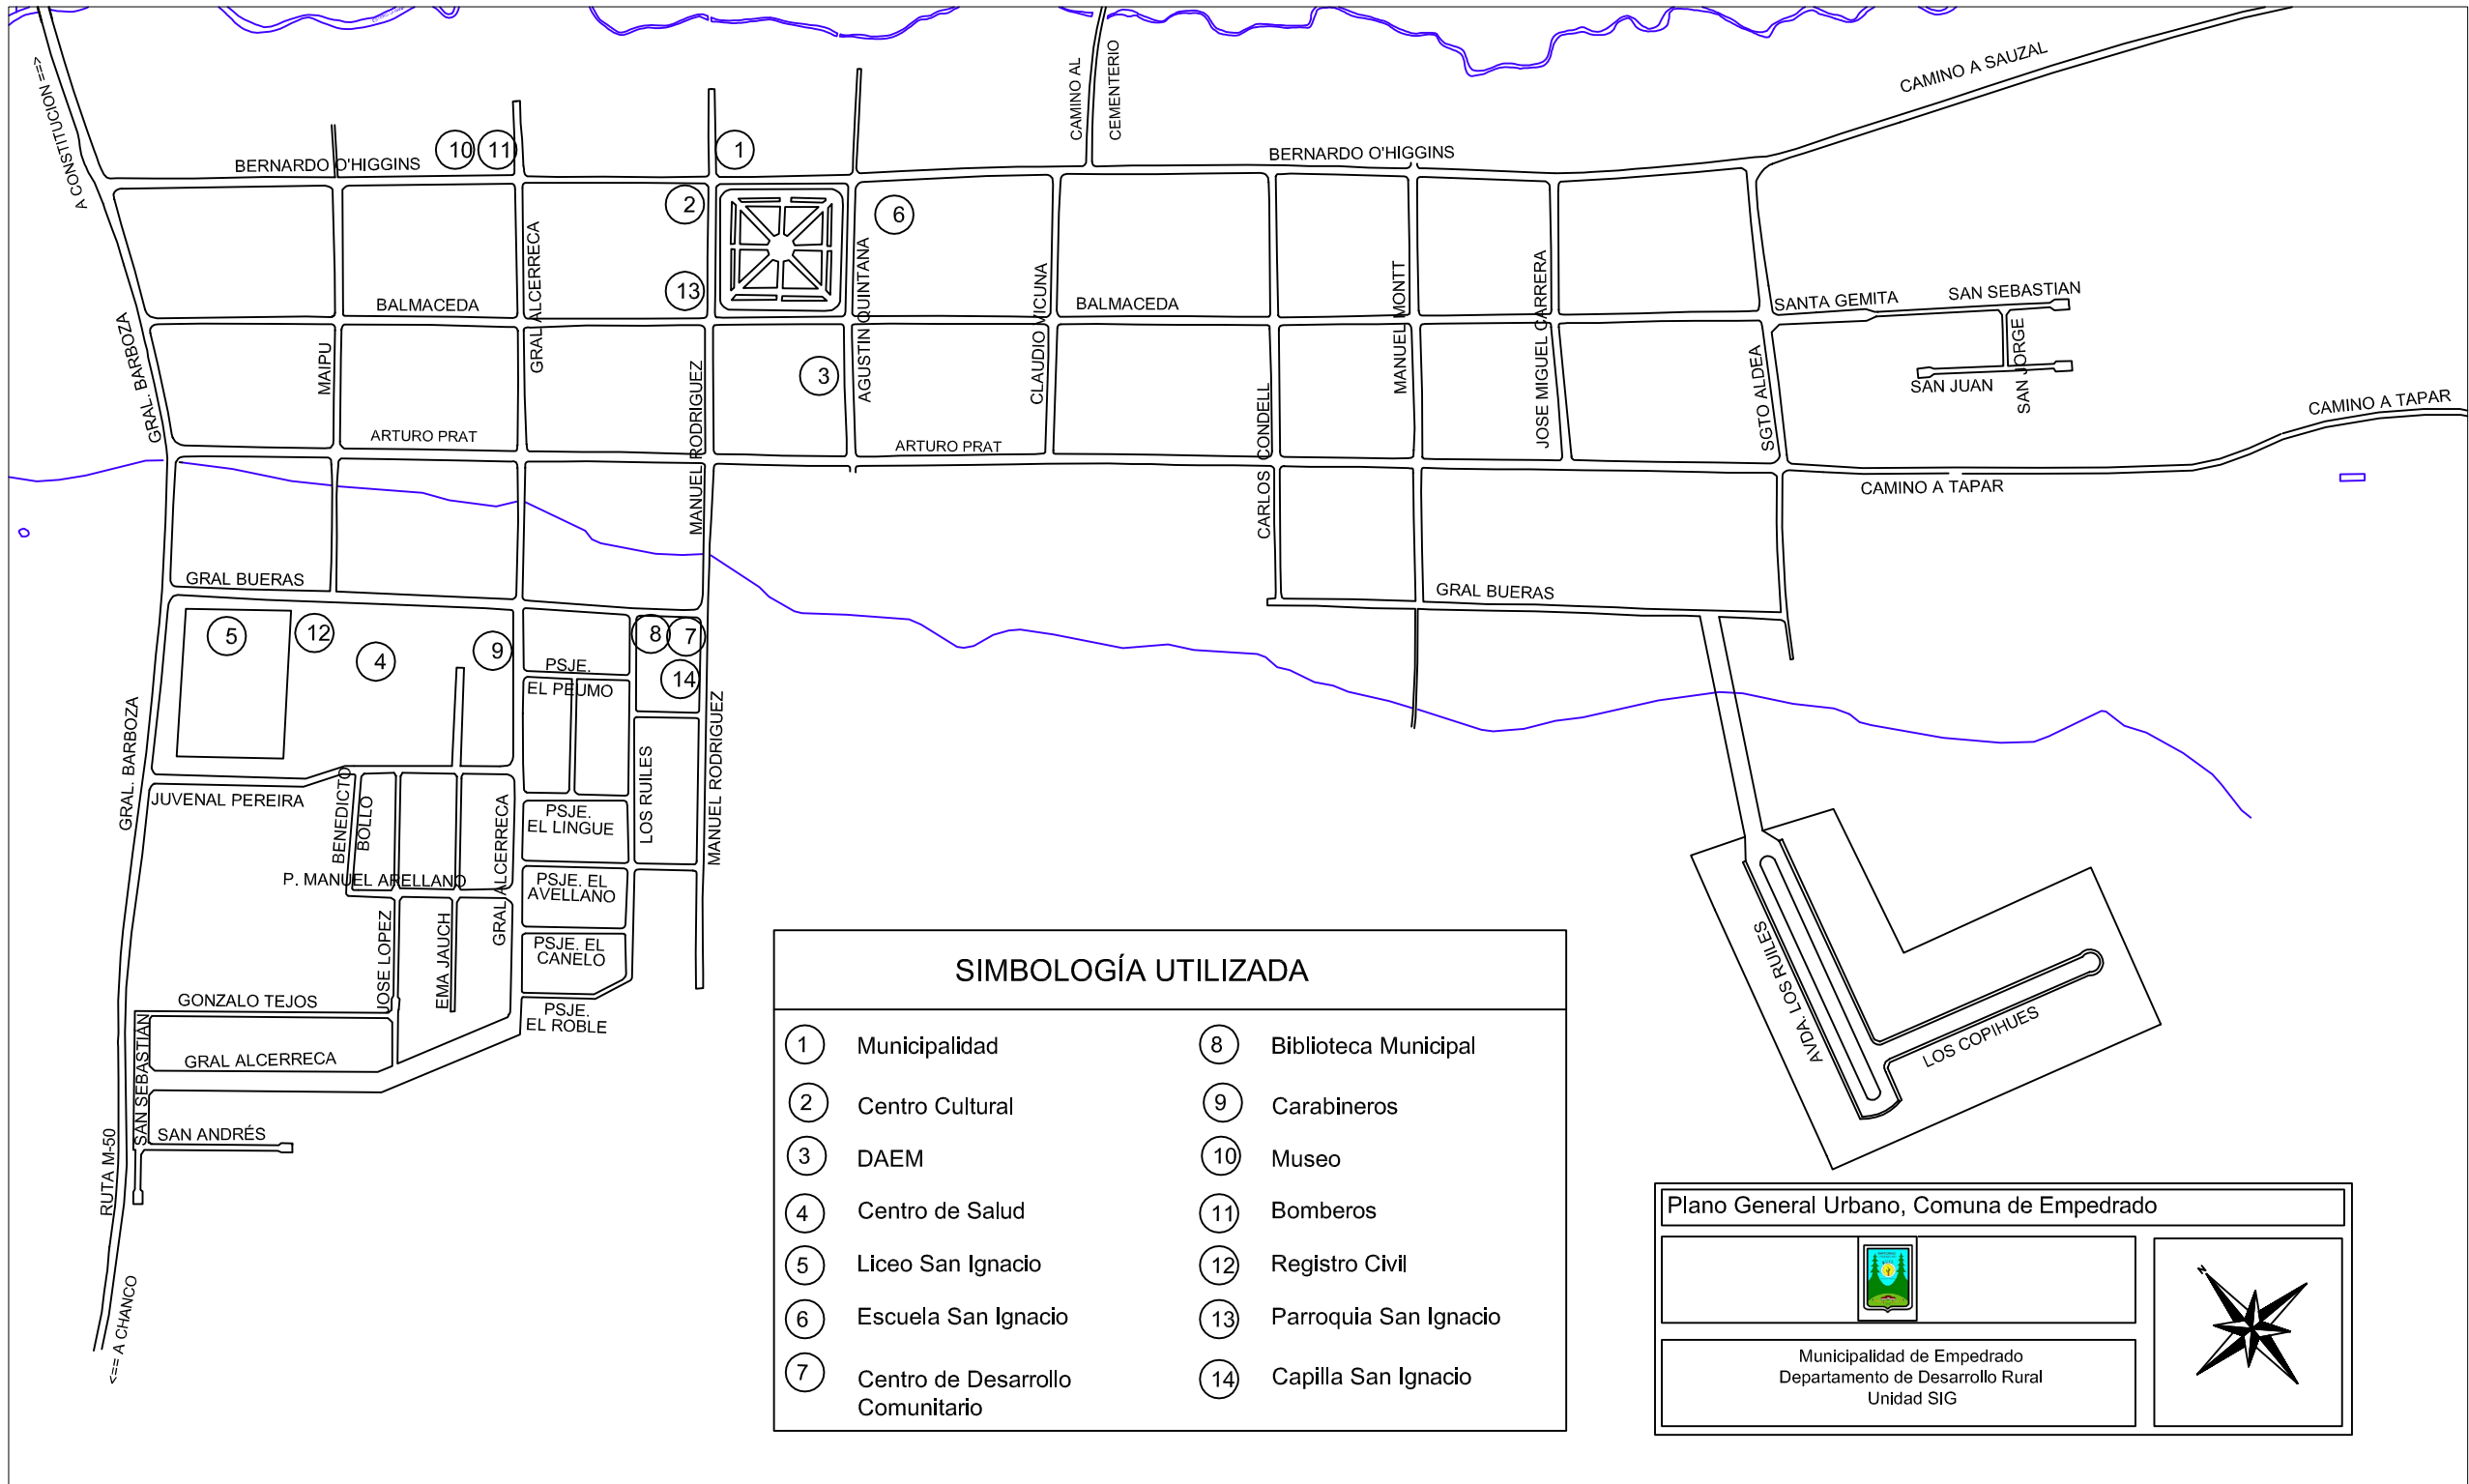 A CONSTITUCION ==>
CAMINO AL
CEMENTERIO
CAMINO A SAUZAL
10
11
1
BERNARDO O'HIGGINS
BERNARDO O'HIGGINS
2
6
13
GRAL ALCERRECA
AGUSTIN QUINTANA
BALMACEDA
CLAUDIO VICUNA
BALMACEDA
MANUEL MONTT
JOSE MIGUEL CARRERA
SANTA GEMITA
SAN SEBASTIAN
SAN JORGE
SAN JUAN
GRAL. BARBOZA
MAIPU
MANUEL RODRIGUEZ
3
SGTO ALDEA
CAMINO A TAPAR
ARTURO PRAT
ARTURO PRAT
CARLOS CONDELL
CAMINO A TAPAR
GRAL BUERAS
GRAL BUERAS
5
12
4
9
8
7
14
PSJE.
EL PEUMO
GRAL. BARBOZA
MANUEL RODRIGUEZ
LOS RUILES
JUVENAL PEREIRA
BENEDICTO
BOLLO
GRAL ALCERRECA
PSJE.
EL LINGUE
P. MANUEL ARELLANO
PSJE. EL
AVELLANO
JOSE LOPEZ
EMA JAUCH
PSJE. EL
CANELO
GONZALO TEJOS
PSJE.
EL ROBLE
SAN SEBASTIAN
GRAL ALCERRECA
SAN ANDRÉS
RUTA M-50
<== A CHANCO
AVDA. LOS RUILES
LOS COPIHUES
SIMBOLOGÍA UTILIZADA
1 Municipalidad
2 Centro Cultural
3 DAEM
4 Centro de Salud
5 Liceo San Ignacio
6 Escuela San Ignacio
7 Centro de Desarrollo
Comunitario
8 Biblioteca Municipal
9 Carabineros
10 Museo
11 Bomberos
12 Registro Civil
13 Parroquia San Ignacio
14 Capilla San Ignacio
Plano General Urbano, Comuna de Empedrado
N
Municipalidad de Empedrado
Departamento de Desarrollo Rural
Unidad SIG